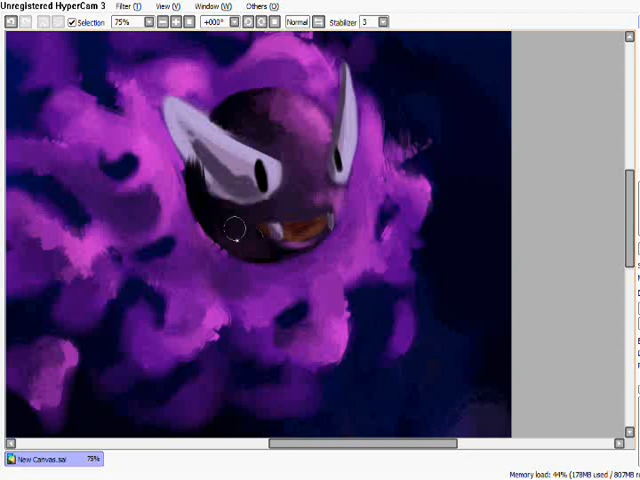 Unregistered HyperCam 3
Filter (T) View (V) Window (W) Others (O)
Selection 75% +000° Normal Stabilizer 3
New Canvas.sai 75%
Memory load: 44% (178MB used / 807MB